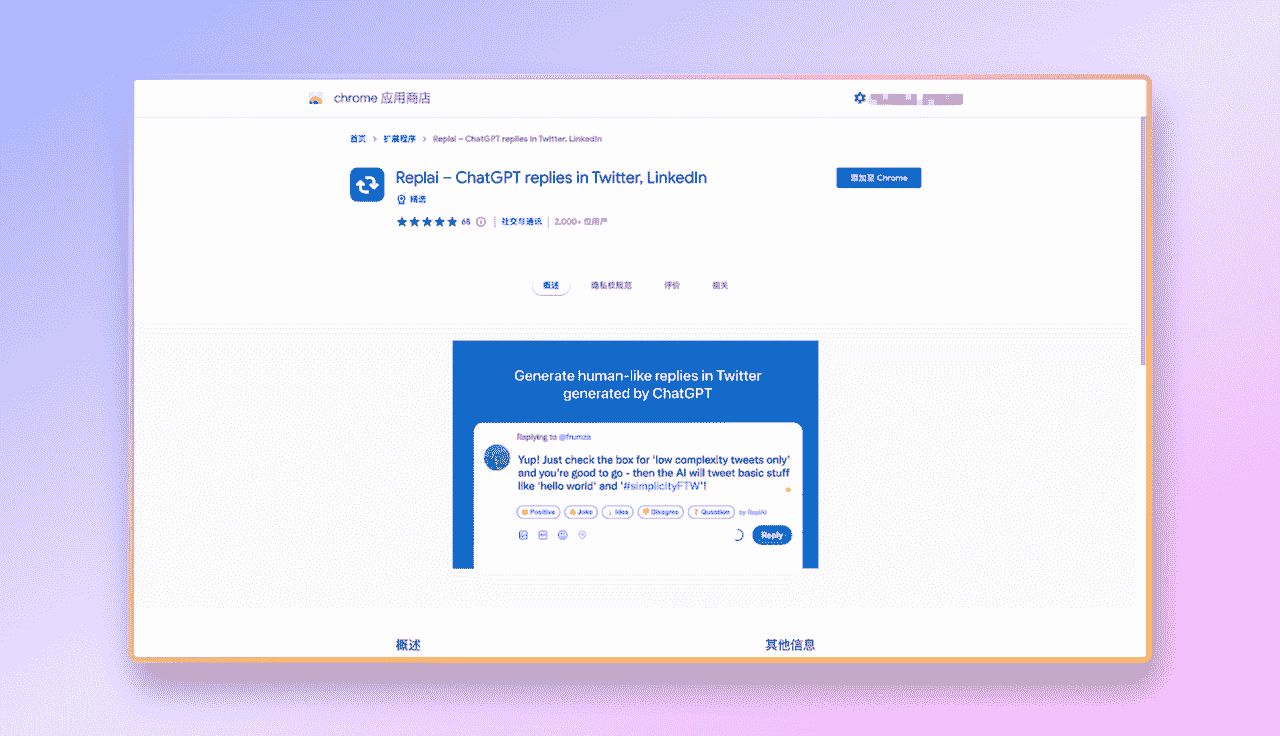 chrome 应用商店
首页 > 扩展程序 > Replai – ChatGPT replies in Twitter, LinkedIn
Replai – ChatGPT replies in Twitter, LinkedIn
添加至 Chrome
精选
68 | 社交与通讯 | 2,000+ 位用户
概述 隐私权规范 评价 相关
Generate human-like replies in Twitter
generated by ChatGPT
Replying to @frumza
Yup! Just check the box for 'low complexity tweets only'
and you're good to go - then the AI will tweet basic stuff
like 'hello world' and '#simplicityFTW'!
Positive Joke Idea Disagree Question by ReplAI
Reply
概述 其他信息